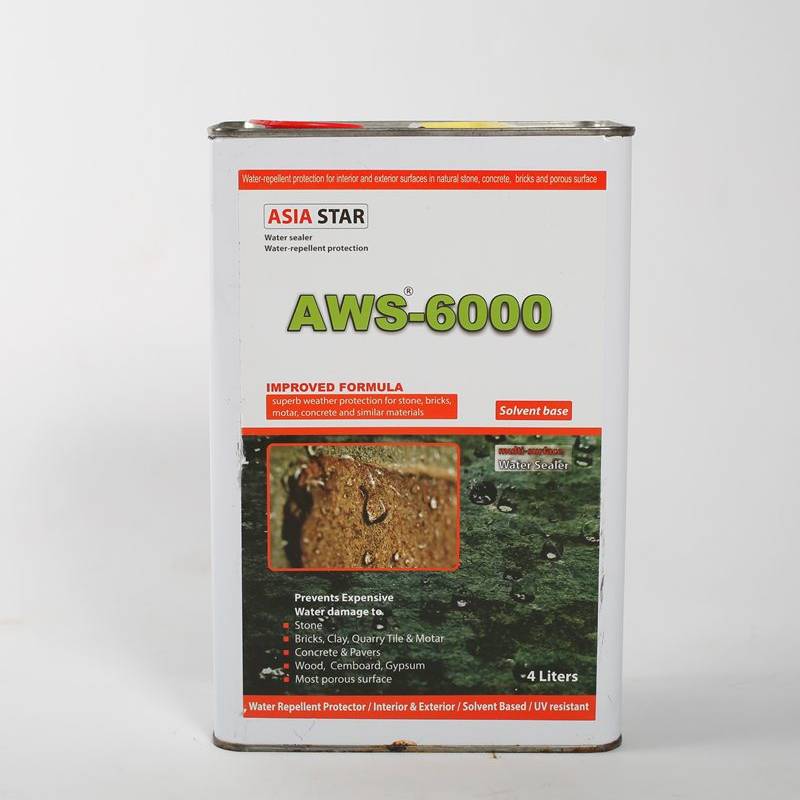 Water-repellent protection for interior and exterior surfaces in natural stone, concrete, bricks and porous surface
ASIA STAR
Water sealer
Water-repellent protection
AWS-6000®
IMPROVED FORMULA
superb weather protection for stone, bricks,
motar, concrete and similar materials
Solvent base
multi-surface
Water Sealer
Prevents Expensive
Water damage to
Stone
Bricks, Clay, Quarry Tile & Motar
Concrete & Pavers
Wood, Cemboard, Gypsum
Most porous surface
4 Liters
Water Repellent Protector / Interior & Exterior / Solvent Based / UV resistant